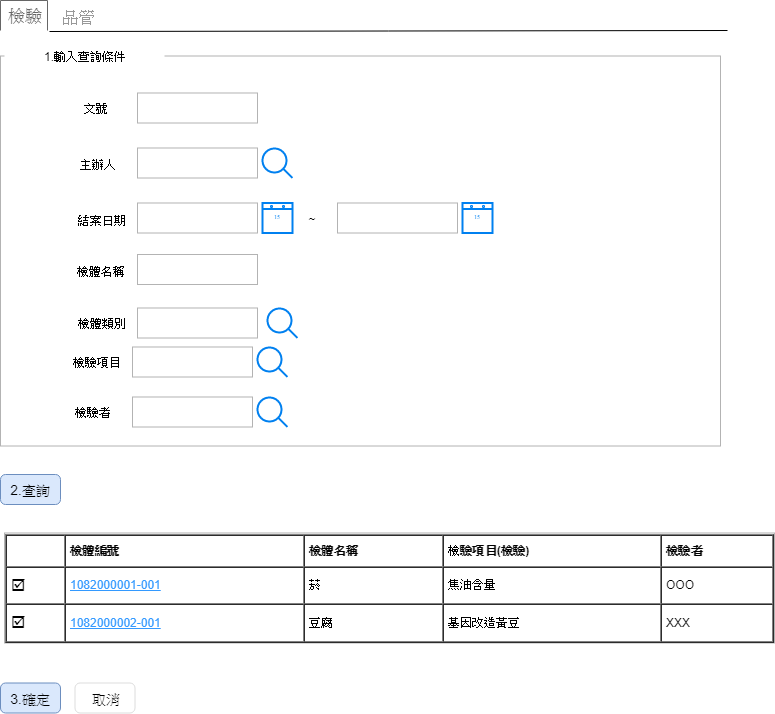 檢驗 品管
1.輸入查詢條件
文號
主辦人
結案日期 15 ~ 15
檢體名稱
檢體類別
檢驗項目
檢驗者
2.查詢
檢體編號 檢體名稱 檢驗項目(檢驗) 檢驗者
1082000001-001 菸 焦油含量 OOO
1082000002-001 豆腐 基因改造黃豆 XXX
3.確定 取消